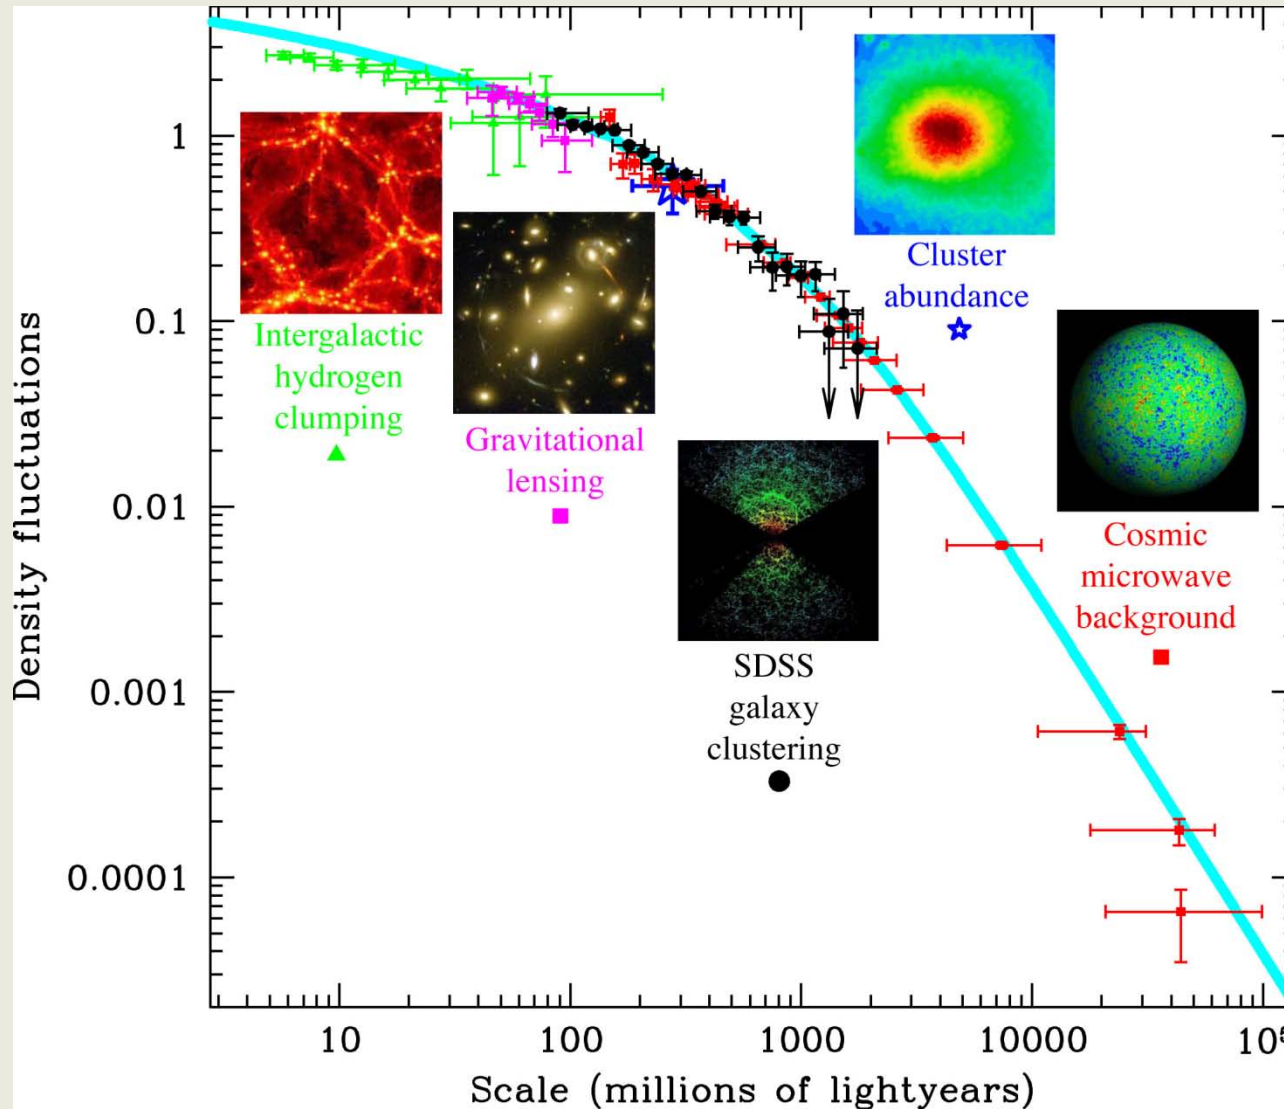 Density fluctuations
1
0.1
0.01
0.001
0.0001
Intergalactic
hydrogen
clumping
Gravitational
lensing
Cluster
abundance
SDSS
galaxy
clustering
Cosmic
microwave
background
10
100
1000
10000
Scale (millions of lightyears)